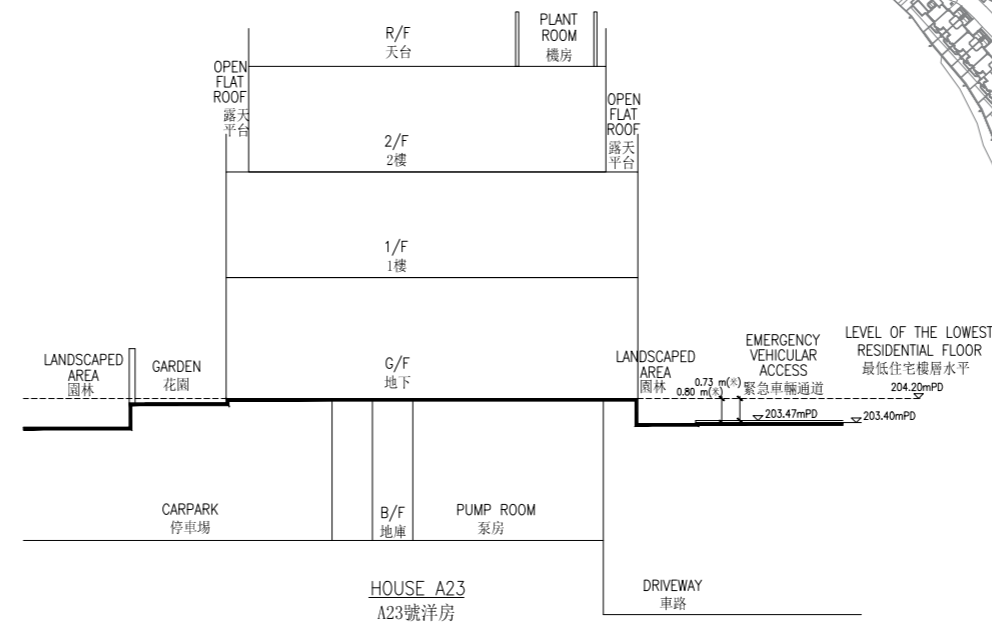 R/F
天台
PLANT
ROOM
機房
OPEN
FLAT
ROOF
露天
平台
OPEN
FLAT
ROOF
露天
平台
2/F
2樓
1/F
1樓
G/F
地下
LANDSCAPED
AREA
園林
GARDEN
花園
LANDSCAPED
AREA
園林
EMERGENCY
VEHICULAR
ACCESS
緊急車輛通道
LEVEL OF THE LOWEST
RESIDENTIAL FLOOR
最低住宅樓層水平
204.20mPD
0.73 m(米)
0.80 m(米)
203.47mPD
203.40mPD
CARPARK
停車場
B/F
地庫
PUMP ROOM
泵房
DRIVEWAY
車路
HOUSE A23
A23號洋房